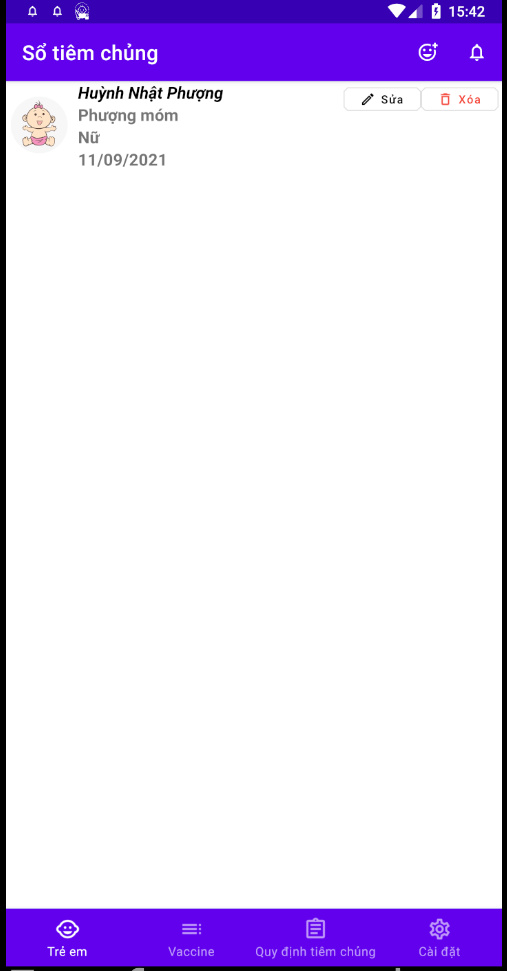 15:42
Sổ tiêm chủng
Huỳnh Nhật Phượng
Sửa
Xóa
Phượng móm
Nữ
11/09/2021
Trẻ em
Vaccine
Quy định tiêm chủng
Cài đặt